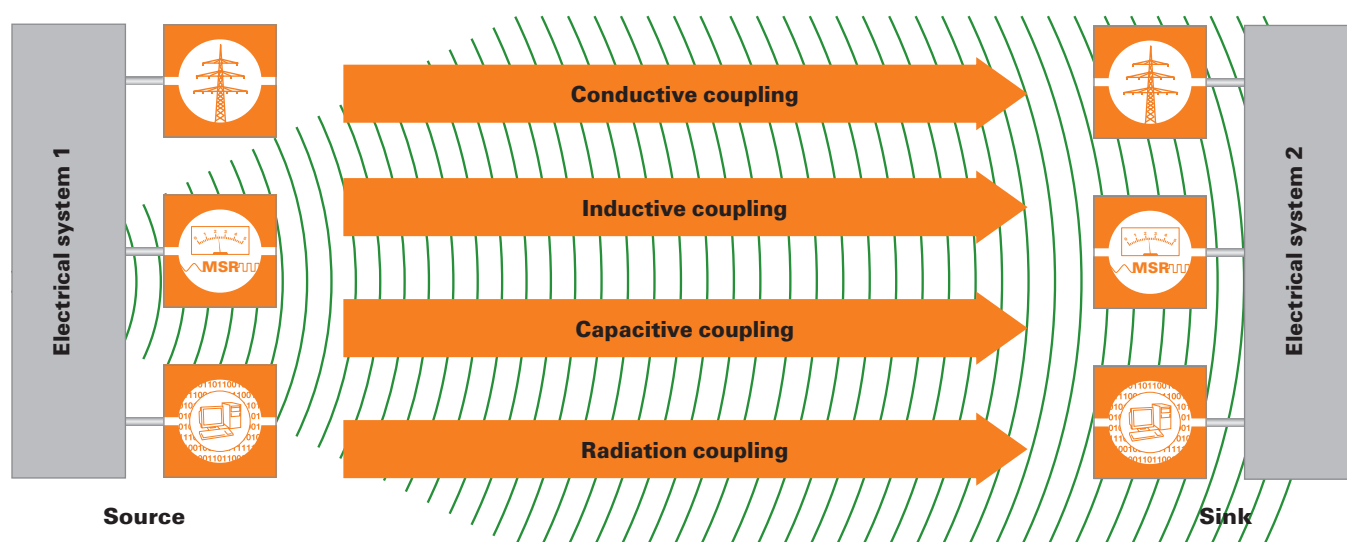 Electrical system 1
Conductive coupling
Inductive coupling
Capacitive coupling
Radiation coupling
MSR
MSR
Electrical system 2
Source
Sink